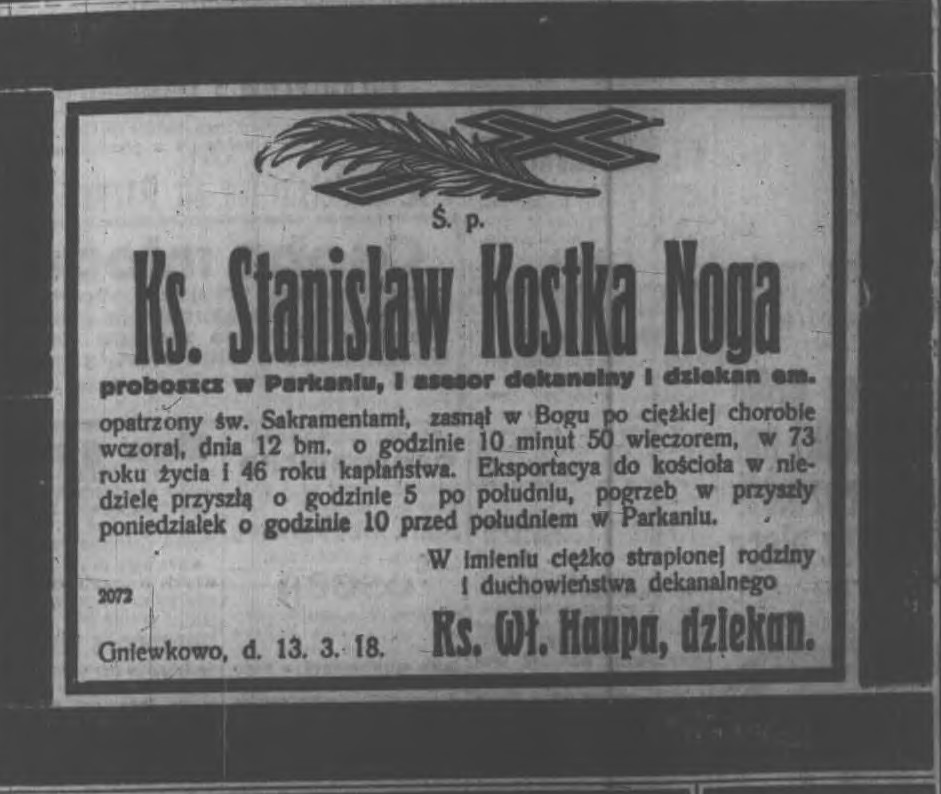 Ś. p.
Ks. Stanisław Kostka Noga
proboszcz w Parkaniu, i asesor dekanalny i dziekan em.
opatrzony św. Sakramentami, zasnął w Bogu po ciężkiej chorobie
wczoraj, dnia 12 bm. o godzinie 10 minut 50 wieczorem, w 73
roku życia i 46 roku kapłaństwa. Eksportacya do kościoła w nie-
dzielę przyszłą o godzinie 5 po południu, pogrzeb w przyszły
poniedziałek o godzinie 10 przed południem w Parkaniu.
W imieniu ciężko strapionej rodziny
i duchowieństwa dekanalnego
2072
Gniewkowo, d. 13. 3. 18. Ks. Wł. Haupa, dziekan.